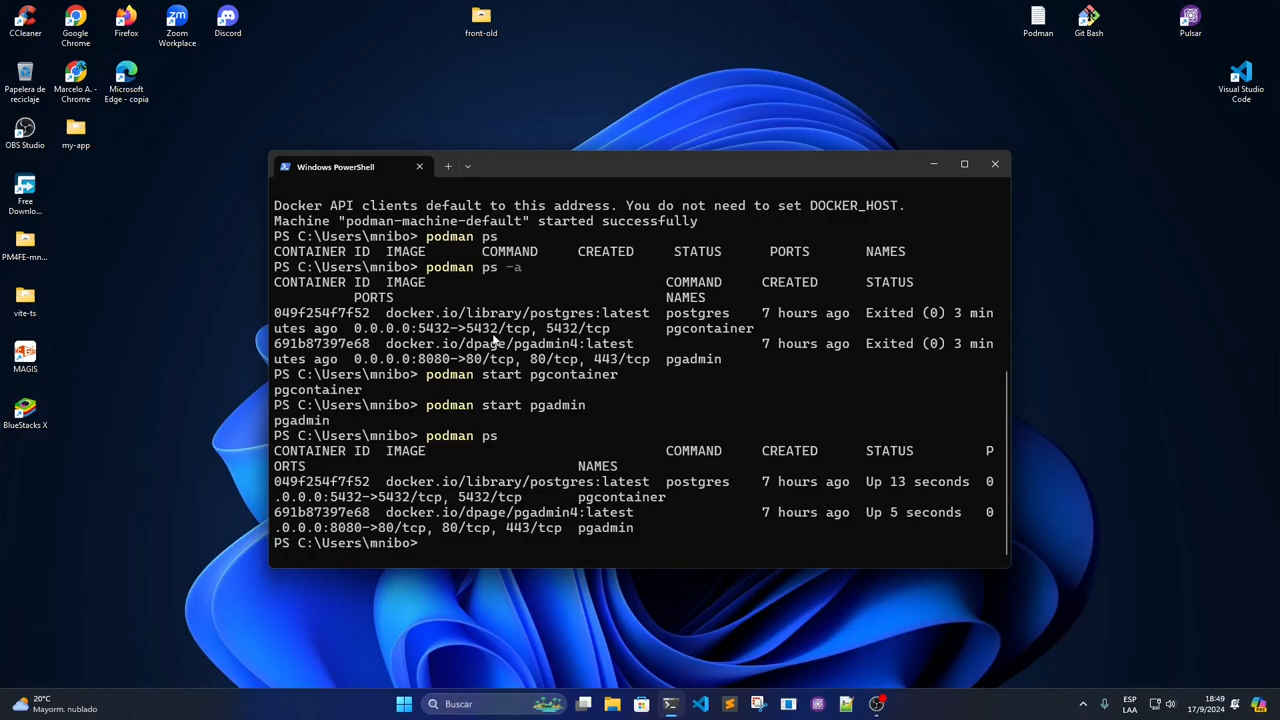 CCleaner
Google
Chrome
Firefox
Zoom
Workplace
Discord
front-old
Podman
Git Bash
Pulsar
Papelera de
reciclaje
Marcelo A. -
Chrome
Microsoft
Edge - copia
Visual Studio
Code
OBS Studio
my-app
Free
Downlo...
PM4FE-mn...
vite-ts
MAGIS
BlueStacks X
Windows PowerShell
Docker API clients default to this address. You do not need to set DOCKER_HOST.
Machine "podman-machine-default" started successfully
PS C:\Users\mnibo> podman ps
CONTAINER ID  IMAGE       COMMAND     CREATED     STATUS      PORTS       NAMES
PS C:\Users\mnibo> podman ps -a
CONTAINER ID  IMAGE                              COMMAND     CREATED      STATUS
          PORTS                                  NAMES
049f254f7f52  docker.io/library/postgres:latest  postgres    7 hours ago  Exited (0) 3 min
utes ago  0.0.0.0:5432->5432/tcp, 5432/tcp       pgcontainer
691b87397e68  docker.io/dpage/pgadmin4:latest                7 hours ago  Exited (0) 3 min
utes ago  0.0.0.0:8080->80/tcp, 80/tcp, 443/tcp  pgadmin
PS C:\Users\mnibo> podman start pgcontainer
pgcontainer
PS C:\Users\mnibo> podman start pgadmin
pgadmin
PS C:\Users\mnibo> podman ps
CONTAINER ID  IMAGE                              COMMAND     CREATED      STATUS         P
ORTS                                  NAMES
049f254f7f52  docker.io/library/postgres:latest  postgres    7 hours ago  Up 13 seconds  0
.0.0.0:5432->5432/tcp, 5432/tcp       pgcontainer
691b87397e68  docker.io/dpage/pgadmin4:latest                7 hours ago  Up 5 seconds   0
.0.0.0:8080->80/tcp, 80/tcp, 443/tcp  pgadmin
PS C:\Users\mnibo>
20°C
Mayorm. nublado
Buscar
ESP
LAA
18:49
17/9/2024